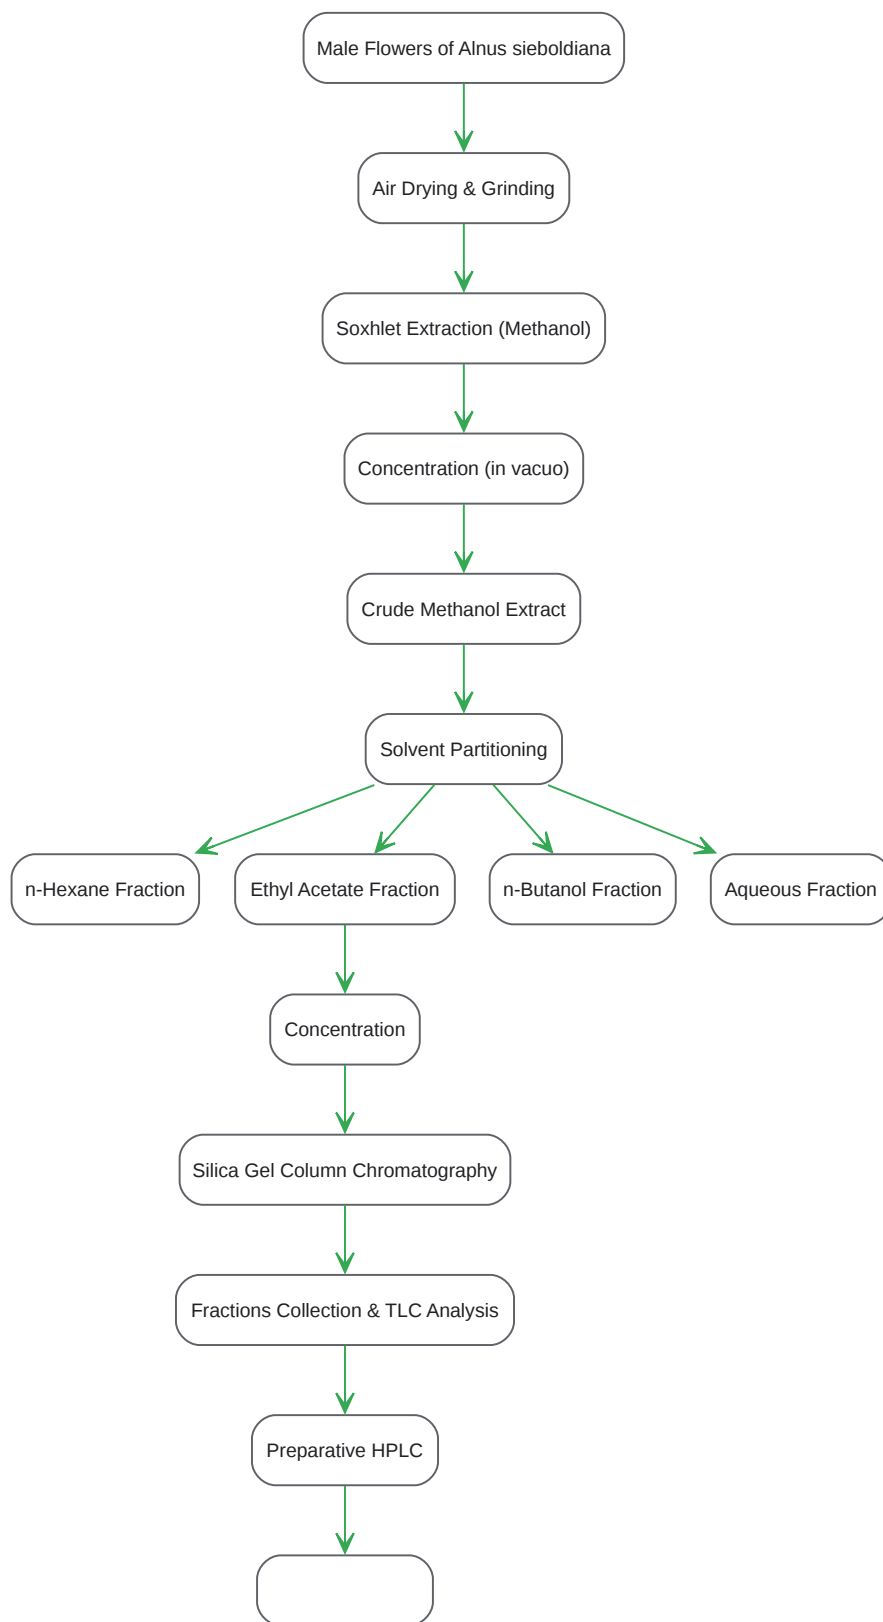 Male Flowers of Alnus sieboldiana
Air Drying & Grinding
Soxhlet Extraction (Methanol)
Concentration (in vacuo)
Crude Methanol Extract
Solvent Partitioning
n-Hexane Fraction
Ethyl Acetate Fraction
n-Butanol Fraction
Aqueous Fraction
Concentration
Silica Gel Column Chromatography
Fractions Collection & TLC Analysis
Preparative HPLC